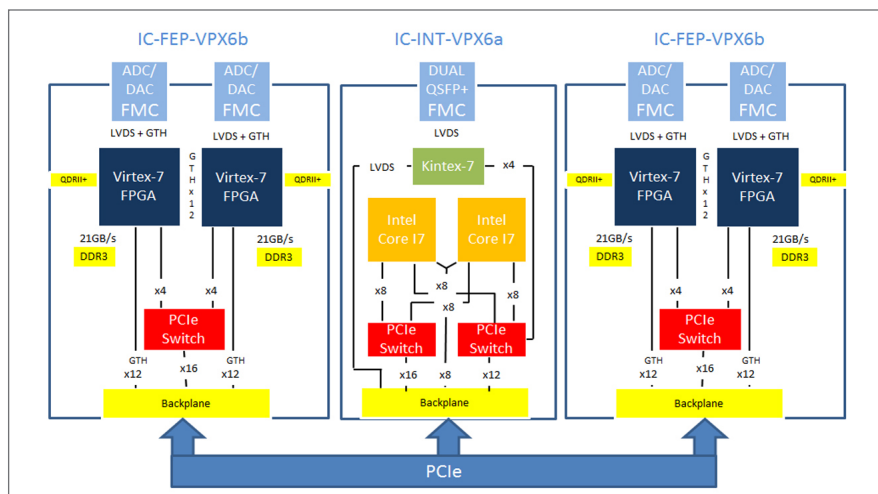 IC-FEP-VPX6b
ADC/
DAC
FMC
ADC/
DAC
FMC
LVDS + GTH
LVDS + GTH
QDRII+
Virtex-7
FPGA
GTHx12
Virtex-7
FPGA
QDRII+
21GB/s
DDR3
21GB/s
DDR3
x4
x4
PCIe
Switch
GTH
x12
x16
GTH
x12
Backplane
IC-INT-VPX6a
DUAL
QSFP+
FMC
LVDS
LVDS
Kintex-7
x4
Intel
Core I7
Intel
Core I7
x8
x8
x8
x8
PCIe
Switch
PCIe
Switch
x16
x8
x12
Backplane
IC-FEP-VPX6b
ADC/
DAC
FMC
ADC/
DAC
FMC
LVDS + GTH
LVDS + GTH
QDRII+
Virtex-7
FPGA
GTHx12
Virtex-7
FPGA
QDRII+
21GB/s
DDR3
21GB/s
DDR3
x4
x4
PCIe
Switch
GTH
x12
x16
GTH
x12
Backplane
PCIe